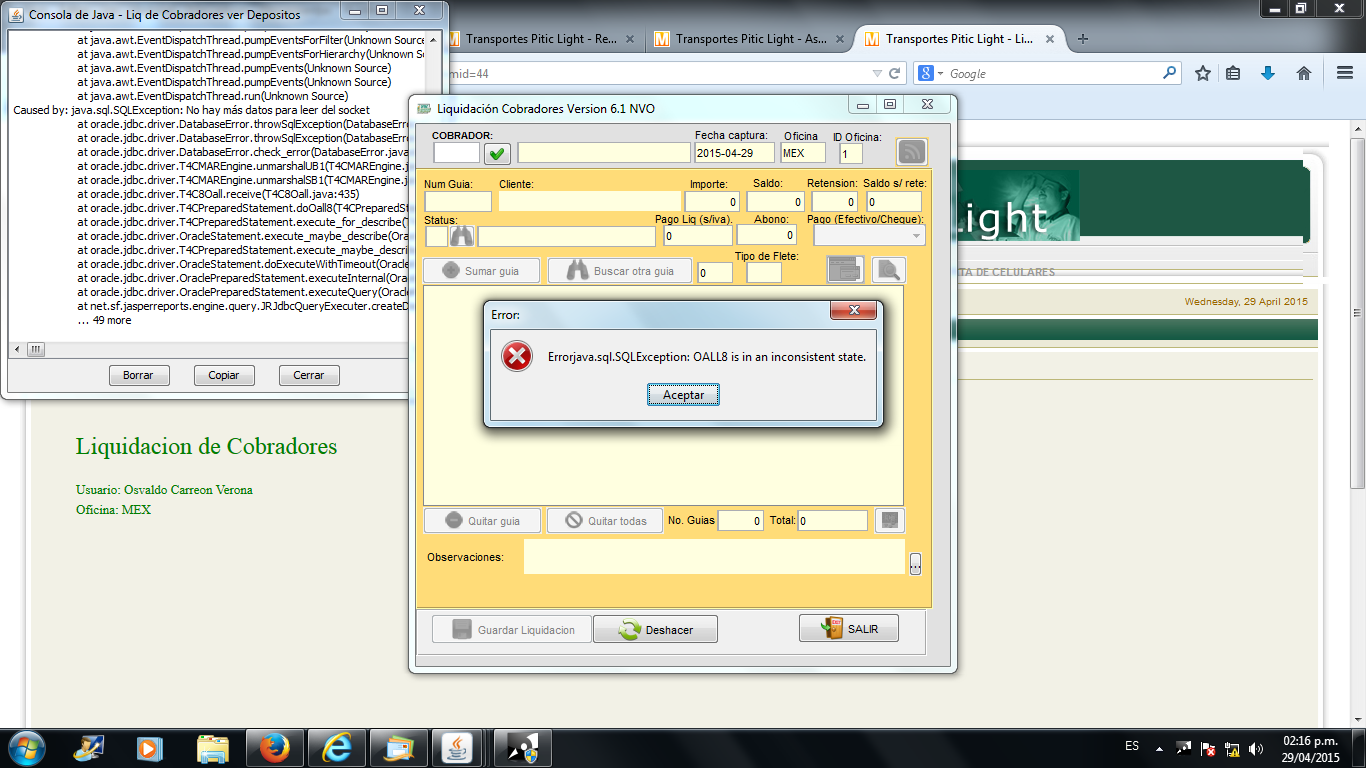 Consola de Java - Liq de Cobradores ver Depositos
at java.awt.EventDispatchThread.pumpEventsForFilter(Unknown Source
at java.awt.EventDispatchThread.pumpEventsForHierarchy(Unknown So
at java.awt.EventDispatchThread.pumpEvents(Unknown Source)
at java.awt.EventDispatchThread.pumpEvents(Unknown Source)
at java.awt.EventDispatchThread.run(Unknown Source)
Caused by: java.sql.SQLException: No hay más datos para leer del socket
at oracle.jdbc.driver.DatabaseError.throwSqlException(DatabaseErro
at oracle.jdbc.driver.DatabaseError.throwSqlException(DatabaseErro
at oracle.jdbc.driver.DatabaseError.check_error(DatabaseError.java
at oracle.jdbc.driver.T4CMAREngine.unmarshalUB1(T4CMAREngine.j
at oracle.jdbc.driver.T4CMAREngine.unmarshalSB1(T4CMAREngine.ja
at oracle.jdbc.driver.T4C8Oall.receive(T4C8Oall.java:435)
at oracle.jdbc.driver.T4CPreparedStatement.doOall8(T4CPreparedSt
at oracle.jdbc.driver.T4CPreparedStatement.execute_for_describe(T
at oracle.jdbc.driver.OracleStatement.execute_maybe_describe(Ora
at oracle.jdbc.driver.T4CPreparedStatement.execute_maybe_descri
at oracle.jdbc.driver.OracleStatement.doExecuteWithTimeout(Oracle
at oracle.jdbc.driver.OraclePreparedStatement.executeInternal(Orac
at oracle.jdbc.driver.OraclePreparedStatement.executeQuery(Oracle
at net.sf.jasperreports.engine.query.JRJdbcQueryExecuter.createDa
... 49 more
Borrar Copiar Cerrar
Transportes Pitic Light - Re...
Transportes Pitic Light - As...
Transportes Pitic Light - Li...
mid=44
Google
ight
TA DE CELULARES
Wednesday, 29 April 2015
Liquidación Cobradores Version 6.1 NVO
COBRADOR: Fecha captura: Oficina ID Oficina:
2015-04-29 MEX 1
Num Guia: Cliente: Importe: Saldo: Retension: Saldo s/ rete:
0 0 0 0
Status: Pago Liq (s/iva). Abono: Pago (Efectivo/Cheque):
0 0
Tipo de Flete:
Sumar guia Buscar otra guia 0
Error:
Errorjava.sql.SQLException: OALL8 is in an inconsistent state.
Aceptar
Quitar guia Quitar todas No. Guias 0 Total: 0
Observaciones:
...
Guardar Liquidacion Deshacer SALIR
Liquidacion de Cobradores
Usuario: Osvaldo Carreon Verona
Oficina: MEX
ES
02:16 p.m.
29/04/2015